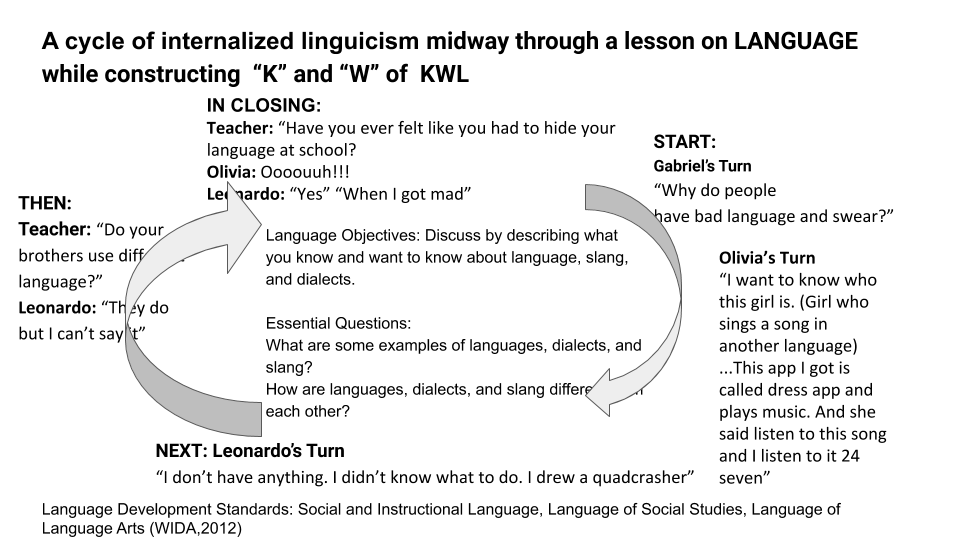 A cycle of internalized linguicism midway through a lesson on LANGUAGE
while constructing “K” and “W” of KWL
IN CLOSING:
Teacher: “Have you ever felt like you had to hide your
language at school?
Olivia: Oooouuh!!!
Leonardo: “Yes” “When I got mad”
START:
Gabriel’s Turn
“Why do people
have bad language and swear?”
Olivia’s Turn
“I want to know who
this girl is. (Girl who
sings a song in
another language)
...This app I got is
called dress app and
plays music. And she
said listen to this song
and I listen to it 24
seven”
NEXT: Leonardo’s Turn
“I don’t have anything. I didn’t know what to do. I drew a quadcrasher”
THEN:
Teacher: “Do your
brothers use
language?”
Leonardo: “They do
but I can’t say it”
Language Objectives: Discuss by describing what
you know and want to know about language, slang,
and dialects.
Essential Questions:
What are some examples of languages, dialects, and
slang?
How are languages, dialects, and slang
each other?
Language Development Standards: Social and Instructional Language, Language of Social Studies, Language of
Language Arts (WIDA,2012)